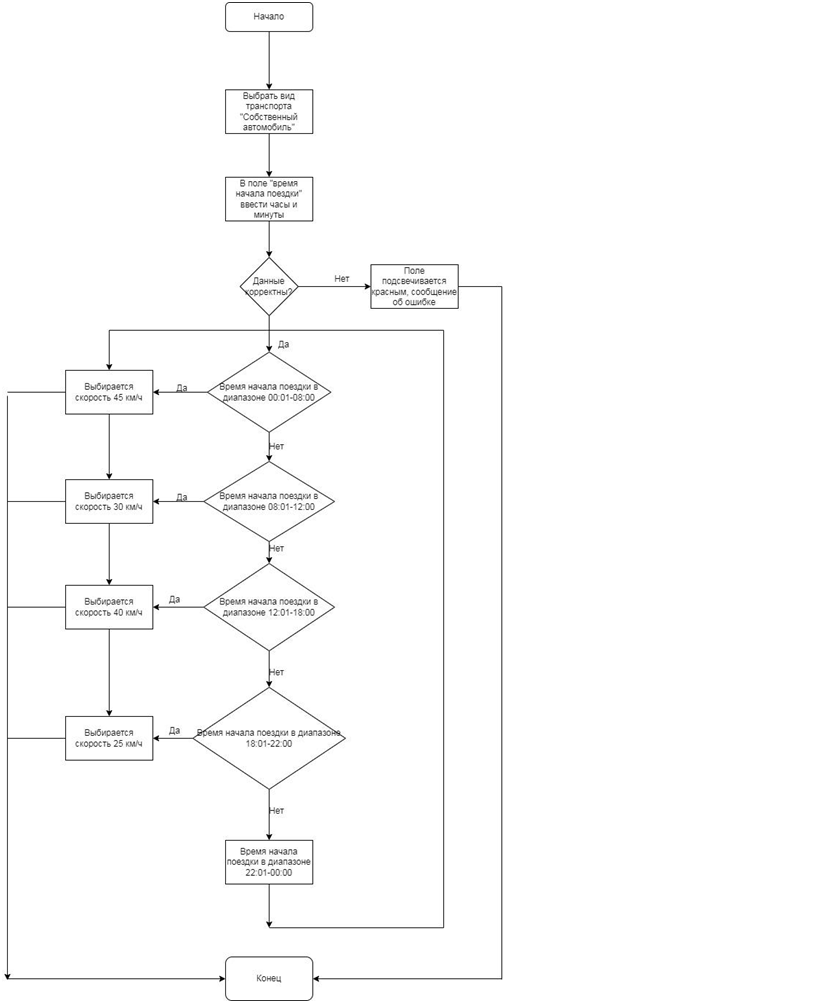 Начало
Выбрать вид
транспорта
"Собственный
автомобиль"
В поле "время
начала поездки"
ввести часы и
минуты
Данные
корректны?
Нет
Поле
подсвечивается
красным, сообщение
об ошибке
Да
Выбирается
скорость 45 км/ч
Да
Время начала поездки в
диапазоне 00:01-08:00
Нет
Выбирается
скорость 30 км/ч
Да
Время начала поездки в
диапазоне 08:01-12:00
Нет
Выбирается
скорость 40 км/ч
Да
Время начала поездки в
диапазоне 12:01-18:00
Нет
Выбирается
скорость 25 км/ч
Да
Время начала поездки в диапазоне
18:01-22:00
Нет
Время начала
поездки в диапазоне
22:01-00:00
Конец